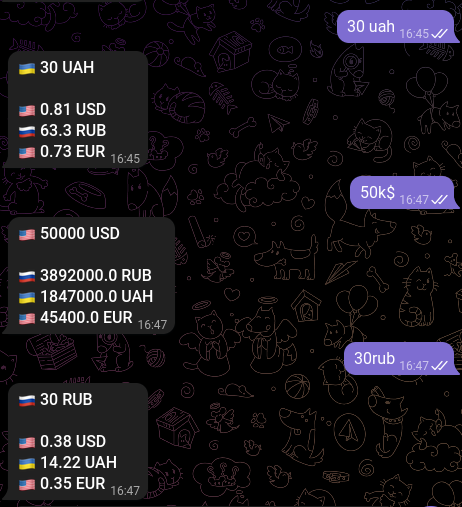 30 uah 16:45
🇺🇦 30 UAH
🇺🇸 0.81 USD
🇷🇺 63.3 RUB
🇺🇸 0.73 EUR 16:45
50k$ 16:47
🇺🇸 50000 USD
🇷🇺 3892000.0 RUB
🇺🇦 1847000.0 UAH
🇺🇸 45400.0 EUR 16:47
30rub 16:47
🇷🇺 30 RUB
🇺🇸 0.38 USD
🇺🇦 14.22 UAH
🇺🇸 0.35 EUR 16:47